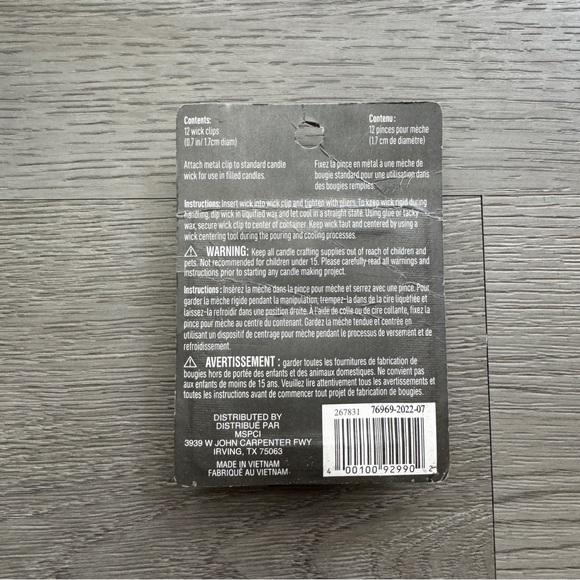 Contents:
12 wick clips
(0.7 in/ 1.7cm diam)
Contenu :
12 pinces pour mèche
(1.7 cm de diamètre)
Attach metal clip to standard candle
wick for use in filled candles.
Fixez la pince en métal à une mèche de
bougie standard pour une utilisation dans
des bougies remplies.
Instructions: Insert wick into wick clip and tighten with pliers. To keep wick rigid during
handling, dip wick in liquified wax and let cool in a straight state. Using glue or tacky
wax, secure wick clip to center of container. Keep wick taut and centered by using a
wick centering tool during the pouring and cooling processes.
⚠ WARNING: Keep all candle crafting supplies out of reach of children and
pets. Not recommended for children under 15. Please carefully read all warnings and
instructions prior to starting any candle making project.
Instructions : Insérez la mèche dans la pince pour mèche et serrez avec une pince. Pour
garder la mèche rigide pendant la manipulation, trempez-la dans de la cire liquéfiée et
laissez-la refroidir dans une position droite. À l'aide de colle ou de cire collante, fixez la
pince pour mèche au centre du contenant. Gardez la mèche tendue et centrée en
utilisant un dispositif de centrage pour mèche pendant le processus de versement et de
refroidissement.
⚠ AVERTISSEMENT : garder toutes les fournitures de fabrication de
bougies hors de portée des enfants et des animaux domestiques. Ne convient pas
aux enfants de moins de 15 ans. Veuillez lire attentivement tous les avertissements et
toutes les instructions avant de commencer tout projet de fabrication de bougies.
DISTRIBUTED BY
DISTRIBUÉ PAR
MSPCI
3939 W JOHN CARPENTER FWY
IRVING, TX 75063
MADE IN VIETNAM
FABRIQUÉ AU VIETNAM
267831 76969-2022-07
4 00100 92990 2